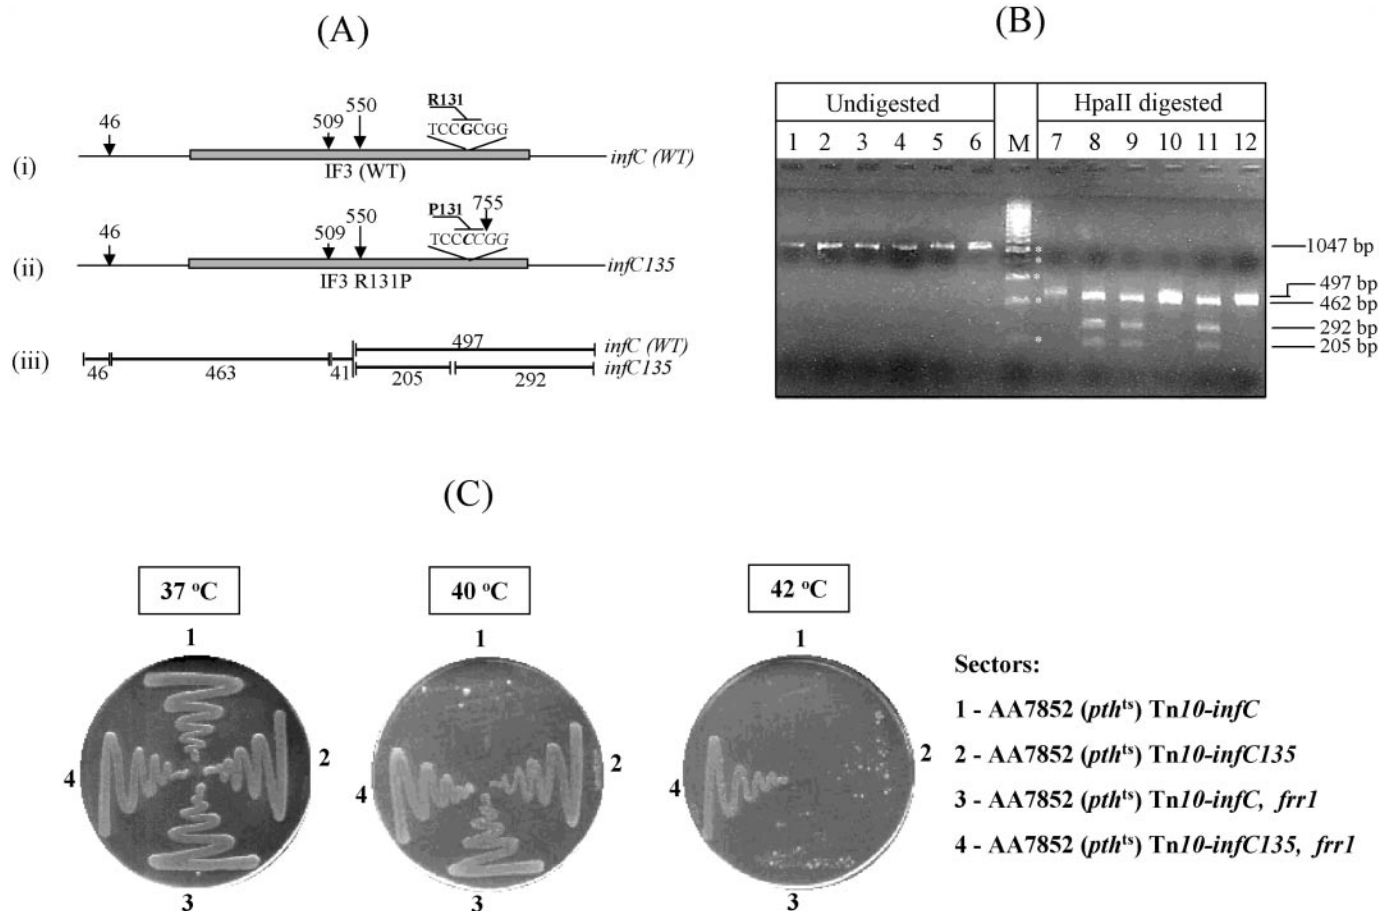 (A)
46
509
550
R131
TCCGCGG
(i)
IF3 (WT)
infC (WT)
46
509
550
P131
755
TCCCCGG
(ii)
IF3 R131P
infC135
(iii)
497
infC (WT)
46
463
41
205
292
infC135
(B)
Undigested
HpaII digested
1 2 3 4 5 6 M 7 8 9 10 11 12
1047 bp
497 bp
462 bp
292 bp
205 bp
(C)
37 °C
1
2
3
4
40 °C
1
2
3
4
42 °C
1
2
3
4
Sectors:
1 - AA7852 (pthᵗˢ) Tn10-infC
2 - AA7852 (pthᵗˢ) Tn10-infC135
3 - AA7852 (pthᵗˢ) Tn10-infC, frr1
4 - AA7852 (pthᵗˢ) Tn10-infC135, frr1